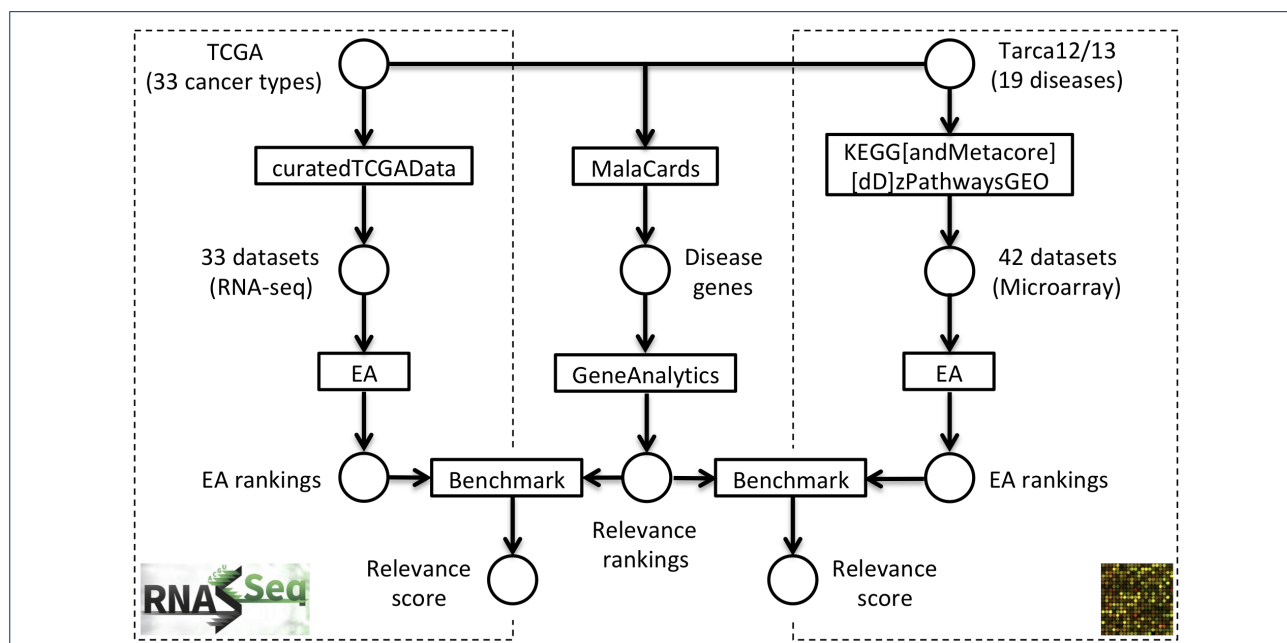 TCGA
(33 cancer types)
Tarca12/13
(19 diseases)
curatedTCGAData
MalaCards
KEGG[andMetacore]
[dD]zPathwaysGEO
33 datasets
(RNA-seq)
Disease
genes
42 datasets
(Microarray)
EA
GeneAnalytics
EA
EA rankings
Benchmark
Benchmark
EA rankings
Relevance
rankings
Relevance
score
Relevance
score
RNA Seq